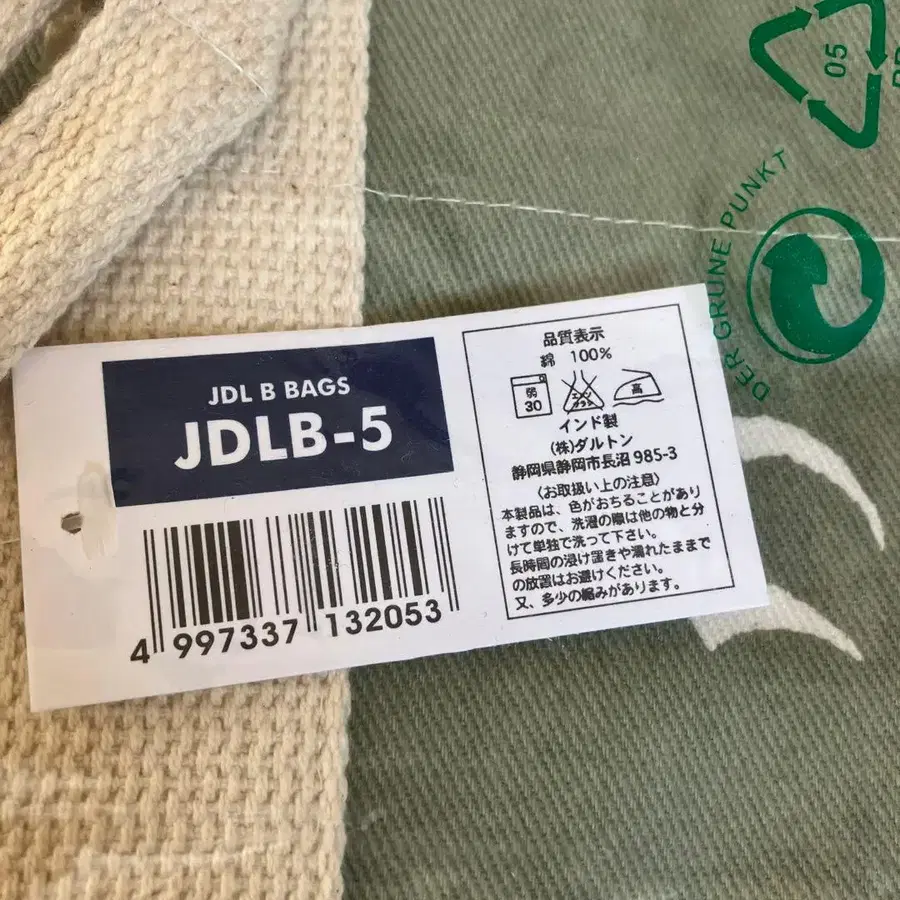 05
DER GRÜNE PUNKT
JDL B BAGS
JDLB-5
4 997337 132053
品質表示
綿 100%
弱
30
エンソ
サラシ
高
インド製
(株)ダルトン
静岡県静岡市長沼 985-3
〈お取扱い上の注意〉
本製品は、色がおちることがあり
ますので、洗濯の際は他の物と分
けて単独で洗って下さい。
長時間の浸け置きや濡れたままで
の放置はお避けください。
又、多少の縮みがあります。